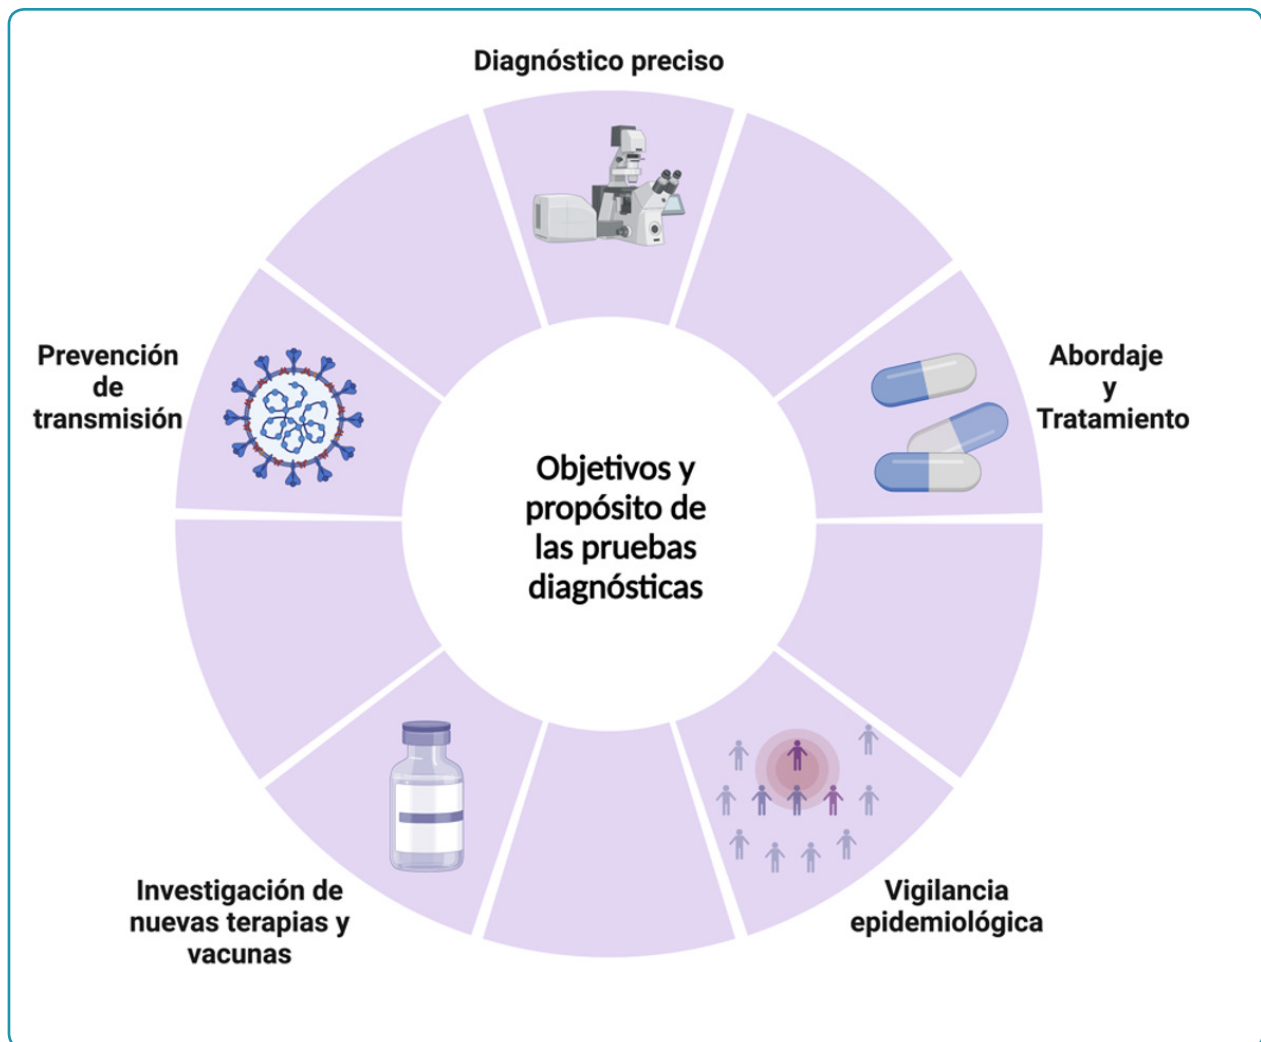 Diagnóstico preciso
Prevención
de
transmisión
Abordaje
y
Tratamiento
Objetivos y
propósito de
las pruebas
diagnósticas
Investigación de
nuevas terapias y
vacunas
Vigilancia
epidemiológica